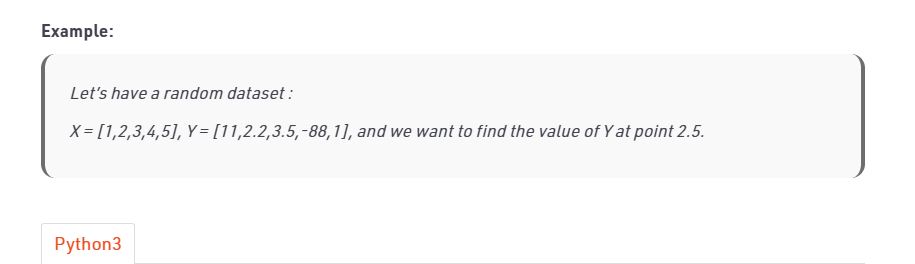 Example:
Let's have a random dataset :
X = [1,2,3,4,5], Y = [11,2.2,3.5,-88,1], and we want to find the value of Y at point 2.5.
Python3